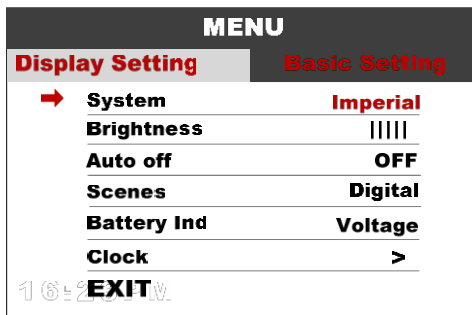 MENU
Display Setting Basic Setting
System Imperial
Brightness |||||
Auto off OFF
Scenes Digital
Battery Ind Voltage
Clock >
EXIT